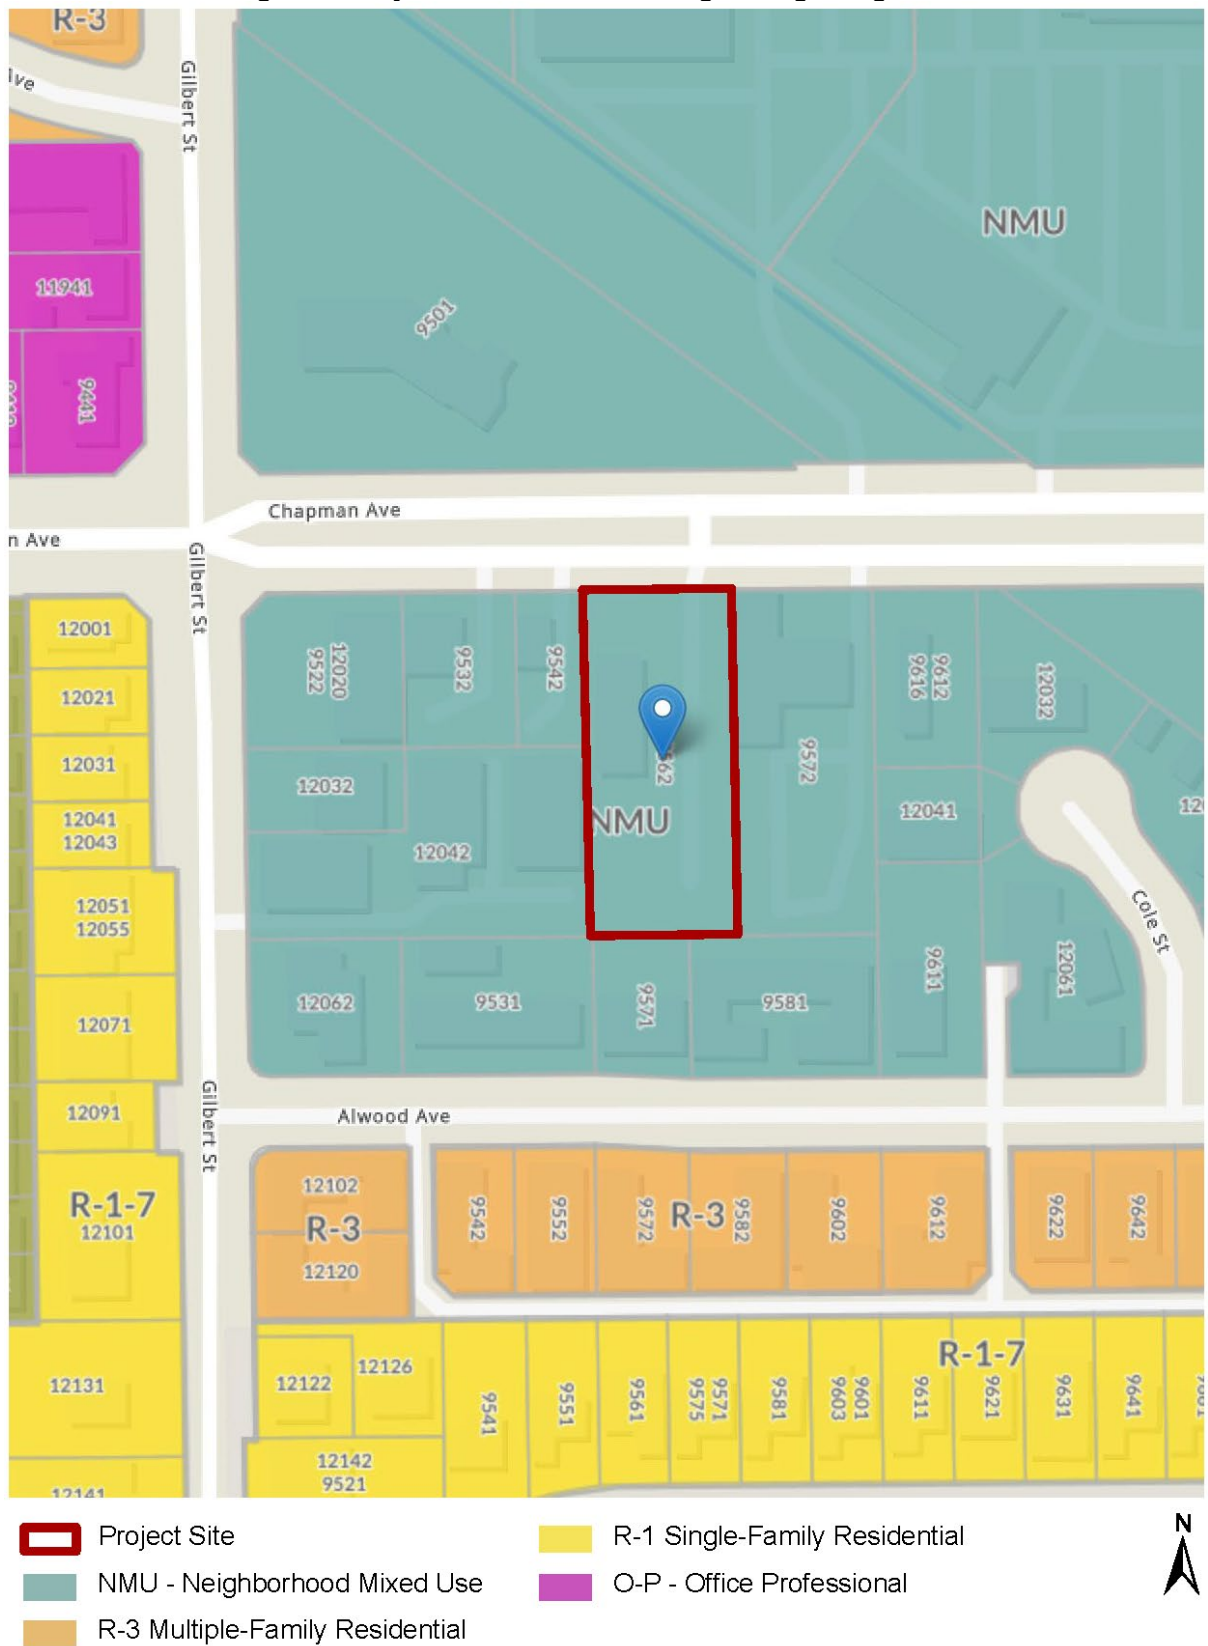 R-3
Gilbert St
11941
9441
9501
NMU
Chapman Ave
n Ave
Gilbert St
12001
12021
12031
12041
12043
12051
12055
12071
12091
R-1-7
12101
12131
12141
12020
9522
9532
9542
9572
9612
9616
12032
12032
12042
12041
NMU
Cole St
12062
9531
9571
9581
9611
12061
Gilbert St
Alwood Ave
12102
R-3
12120
9542
9552
9572
R-3
9582
9602
9612
9622
9642
R-1-7
12122
12126
9541
9551
9561
9571
9575
9581
9601
9603
9611
9621
9631
9641
12142
9521
Project Site
NMU - Neighborhood Mixed Use
R-3 Multiple-Family Residential
R-1 Single-Family Residential
O-P - Office Professional
N